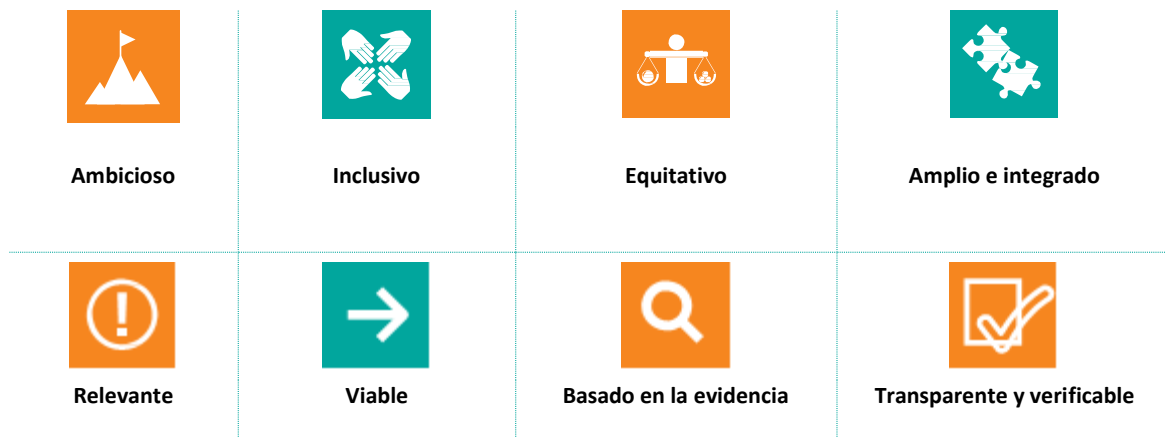 Ambicioso
Inclusivo
Equitativo
Amplio e integrado
Relevante
Viable
Basado en la evidencia
Transparente y verificable